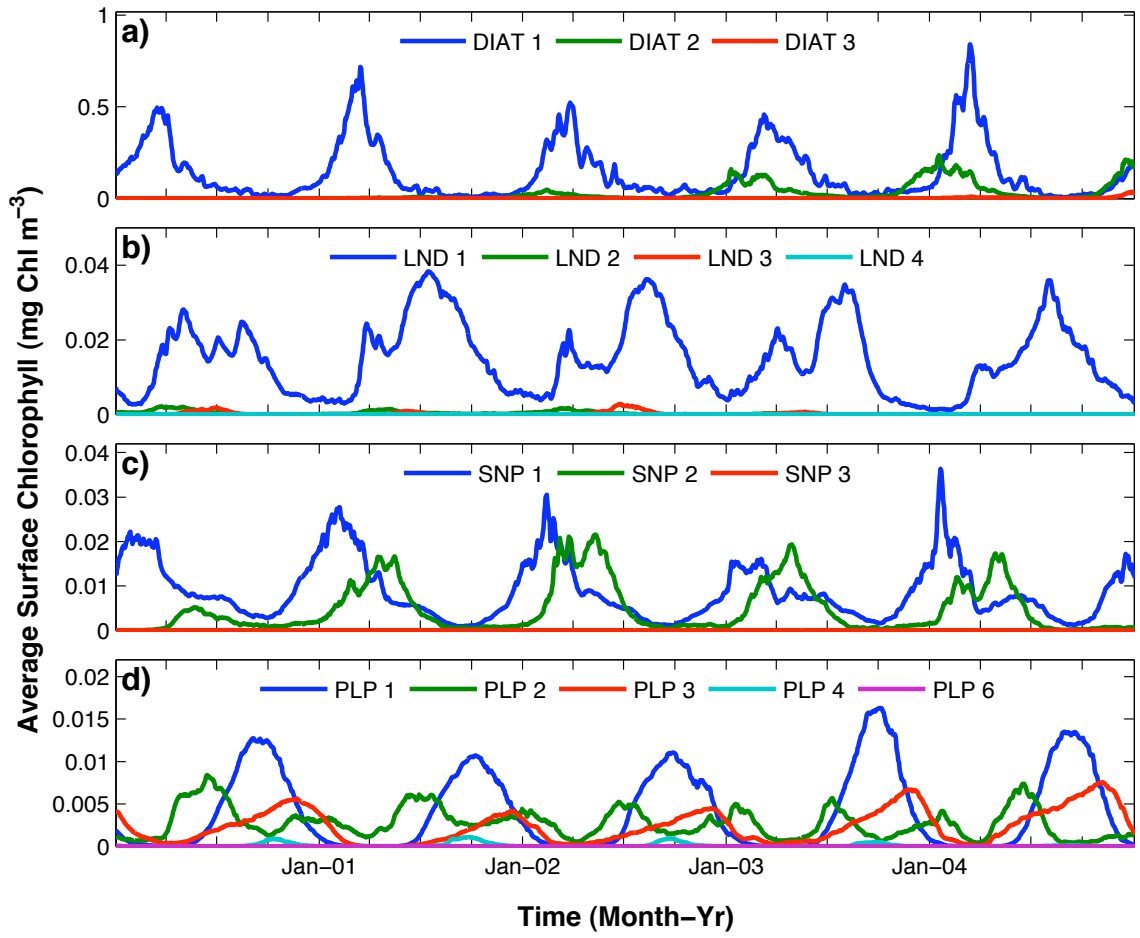 a)
DIAT 1 DIAT 2 DIAT 3
1
0.5
0
b)
LND 1 LND 2 LND 3 LND 4
0.04
0.02
0
c)
SNP 1 SNP 2 SNP 3
0.04
0.03
0.02
0.01
0
d)
PLP 1 PLP 2 PLP 3 PLP 4 PLP 6
0.02
0.015
0.01
0.005
0
Average Surface Chlorophyll (mg Chl m⁻³)
Jan−01 Jan−02 Jan−03 Jan−04
Time (Month−Yr)